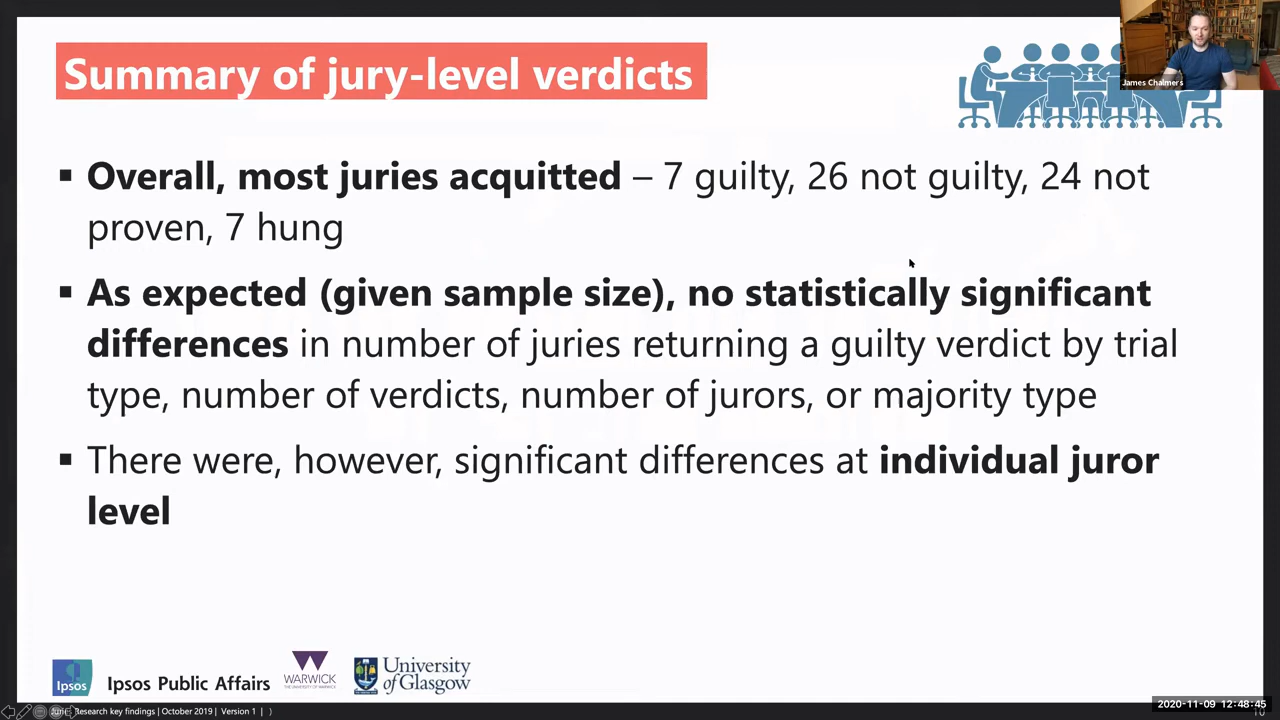 Summary of jury-level verdicts
James Chalmers
▪ Overall, most juries acquitted – 7 guilty, 26 not guilty, 24 not
proven, 7 hung
▪ As expected (given sample size), no statistically significant
differences in number of juries returning a guilty verdict by trial
type, number of verdicts, number of jurors, or majority type
▪ There were, however, significant differences at individual juror
level
Ipsos
Ipsos Public Affairs
WARWICK
THE UNIVERSITY OF WARWICK
University
of Glasgow
Research key findings | October 2019 | Version 1 | )
2020-11-09 12:48:45